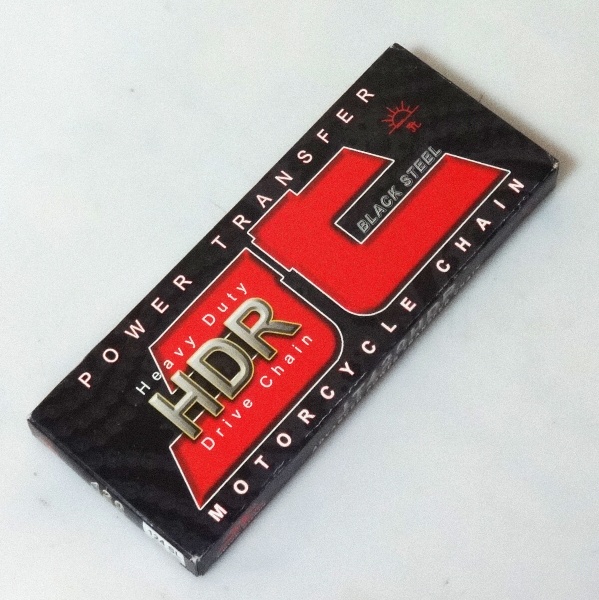 POWER TRANSFER
BLACK STEEL
Heavy Duty
HDR
Drive Chain
MOTORCYCLE CHAIN